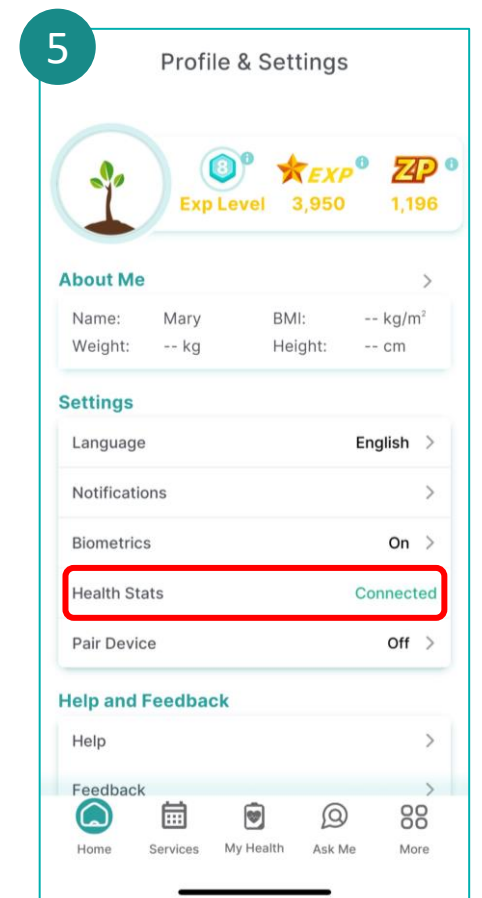 5
Profile & Settings
8 EXP ZP
Exp Level 3,950 1,196
About Me
Name: Mary BMI: -- kg/m²
Weight: -- kg Height: -- cm
Settings
Language English
Notifications
Biometrics On
Health Stats Connected
Pair Device Off
Help and Feedback
Help
Feedback
Home Services My Health Ask Me More